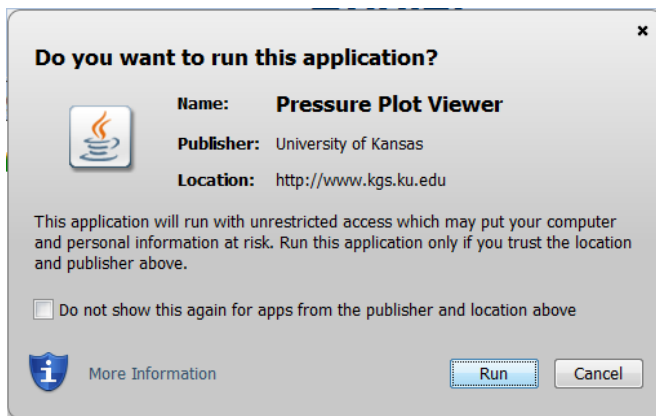 Do you want to run this application?
Name: Pressure Plot Viewer
Publisher: University of Kansas
Location: http://www.kgs.ku.edu
This application will run with unrestricted access which may put your computer
and personal information at risk. Run this application only if you trust the location
and publisher above.
Do not show this again for apps from the publisher and location above
More Information
Run
Cancel